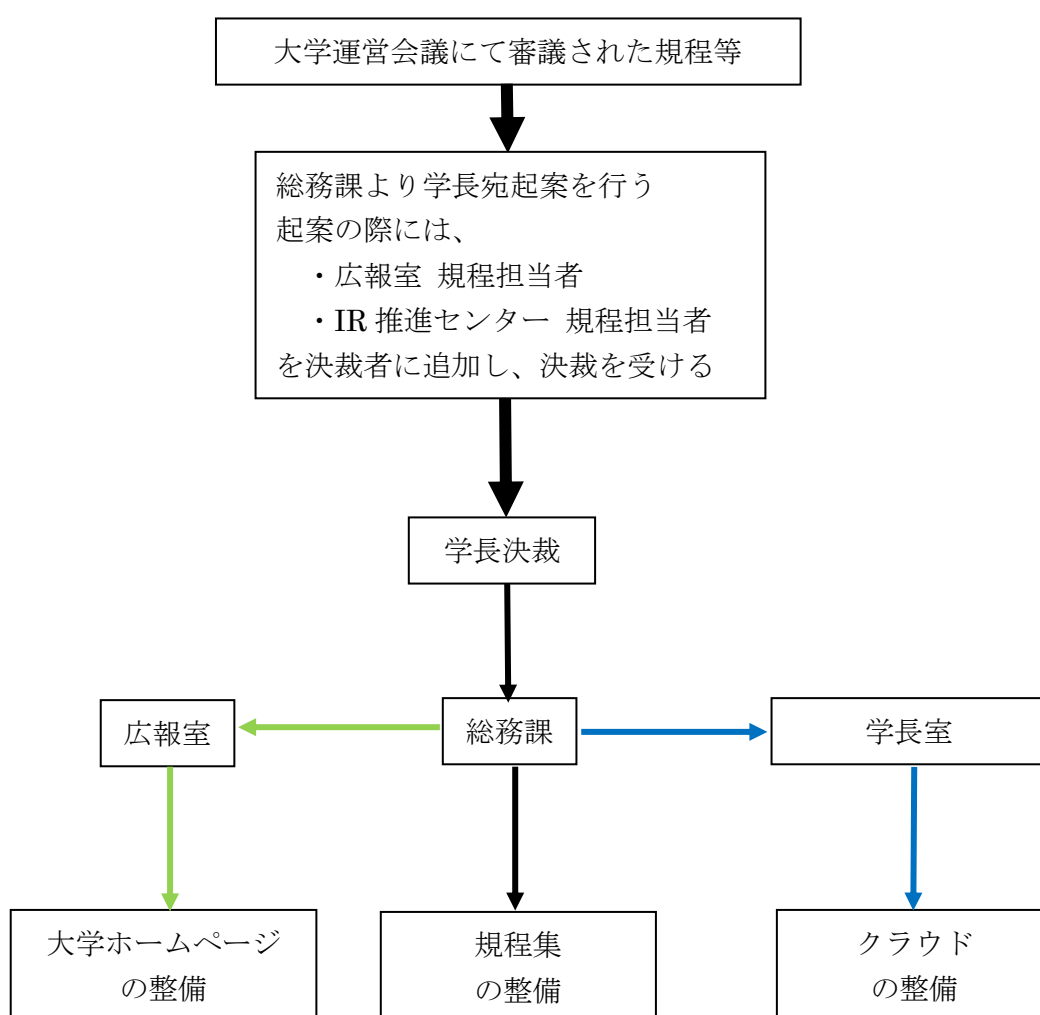 大学運営会議にて審議された規程等
総務課より学長宛起案を行う
起案の際には、
・広報室 規程担当者
・IR 推進センター 規程担当者
を決裁者に追加し、決裁を受ける
学長決裁
広報室
総務課
学長室
大学ホームページ
の整備
規程集
の整備
クラウド
の整備